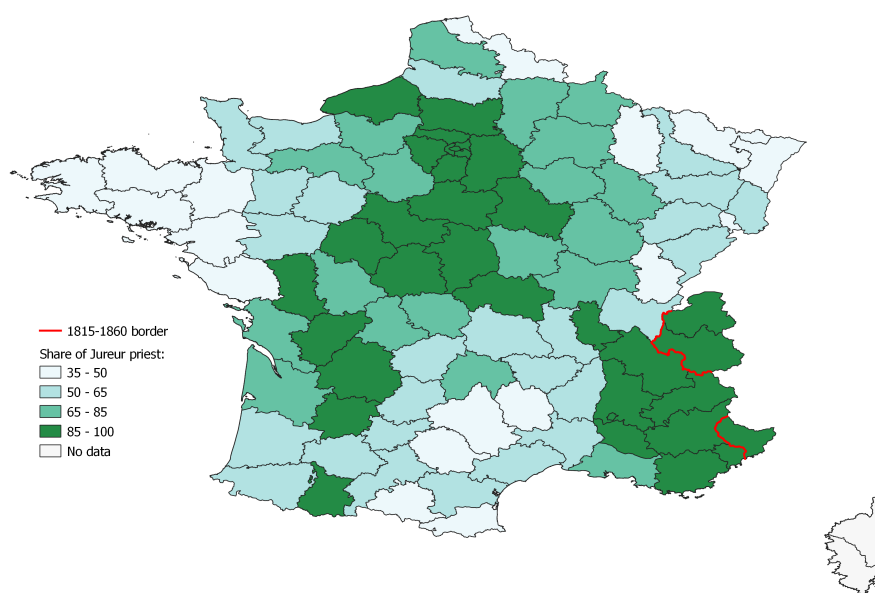 1815-1860 border
Share of Jureur priest:
35 - 50
50 - 65
65 - 85
85 - 100
No data